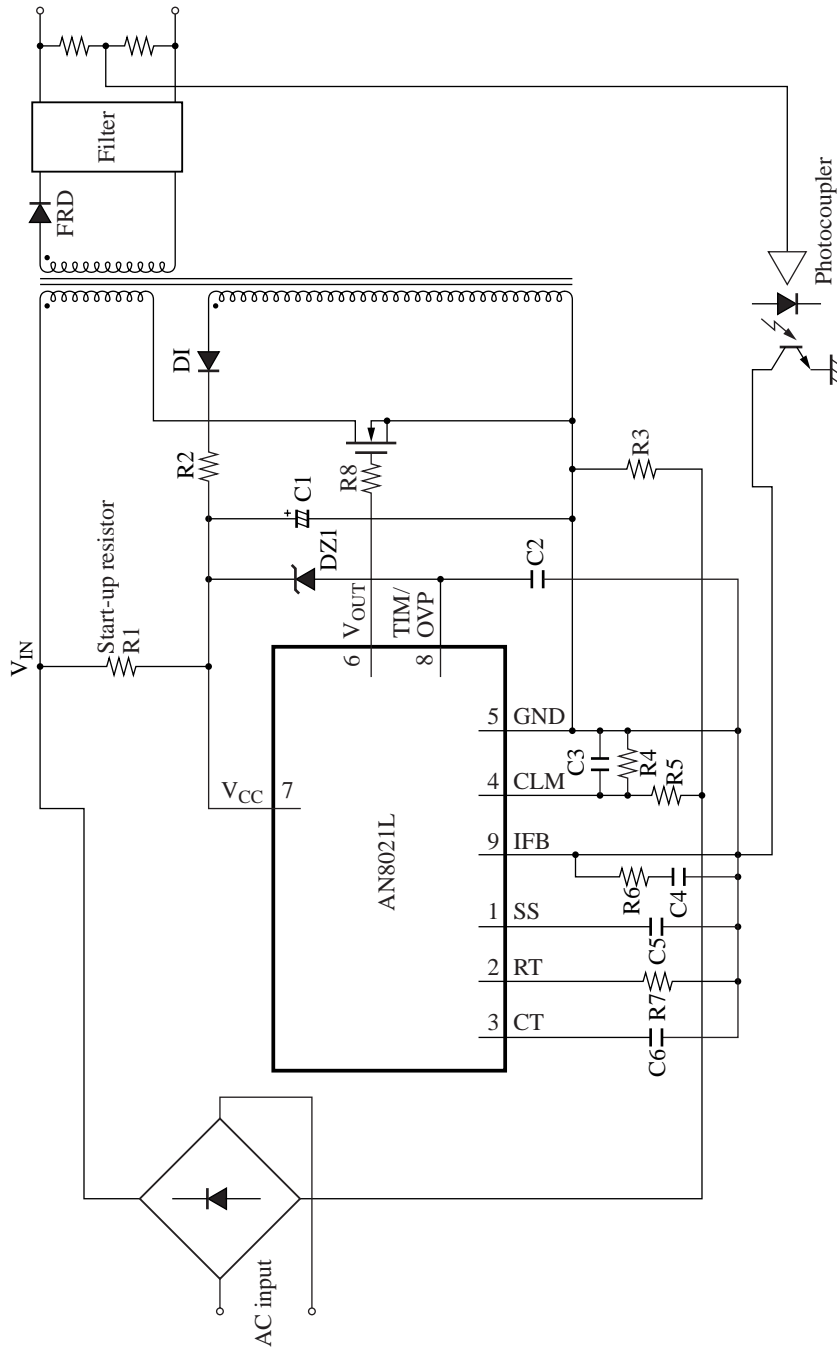 AC input
V_IN
Start-up resistor
R1
R2
DI
FRD
Filter
C1
DZ1
R8
V_CC
7
6
V_OUT
8
TIM/
OVP
AN8021L
3
CT
2
RT
1
SS
9
IFB
4
CLM
5
GND
C6
R7
C5
R6
C4
C3
R4
R5
C2
R3
Photocoupler
+